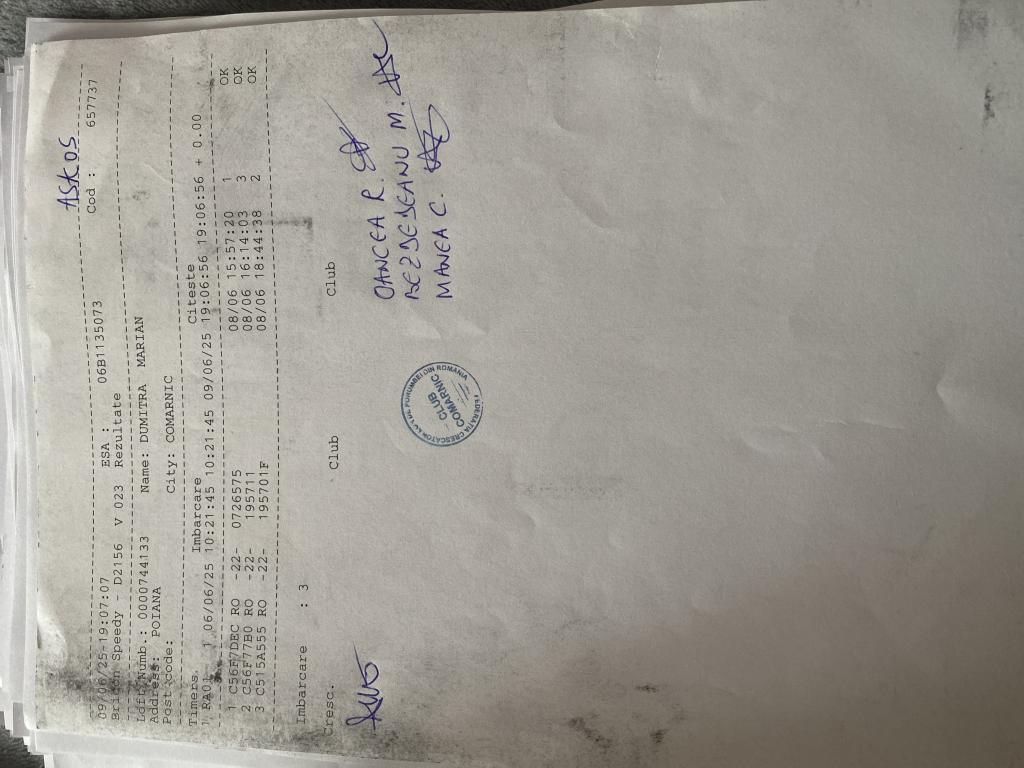 ASKOS
09/06/25-19:07:07 ESA : 06B1135073 Cod : 657737
Bricon Speedy - D2156 V 023 Rezultate
Idft. Numb.: 0000744133 Name: DUMITRA MARIAN
Address: POIANA
Post code: City: COMARNIC
Timers Imbarcare Citeste
1 RA01 1 06/06/25 10:21:45 10:21:45 09/06/25 19:06:56 19:06:56 + 0.00
1 C56F7DEC RO -22- 0726575 08/06 15:57:20 1 OK
2 C56F77B0 RO -22- 195711 08/06 16:14:03 3 OK
3 C515A555 RO -22- 195701F 08/06 18:44:38 2 OK
Imbarcare : 3
Cresc. Club Club
OANCEA R.
BEZDEDEANU M.
MANEA C.
CLUB
COMARNIC